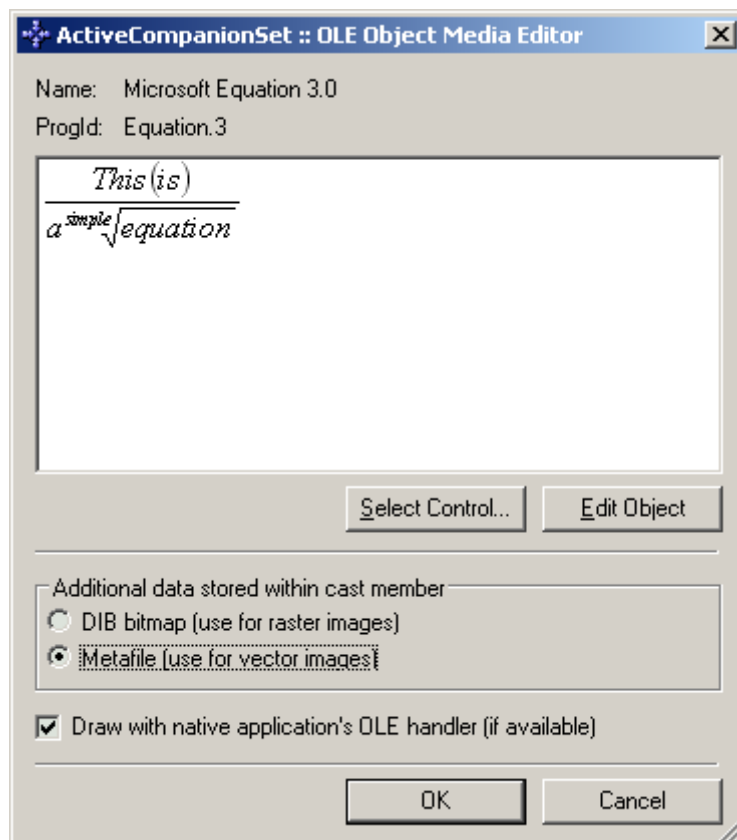 ActiveCompanionSet :: OLE Object Media Editor
Name: Microsoft Equation 3.0
ProgId: Equation.3
This(is)
a simple√equation
Select Control... Edit Object
Additional data stored within cast member
DIB bitmap (use for raster images)
Metafile (use for vector images)
Draw with native application's OLE handler (if available)
OK Cancel